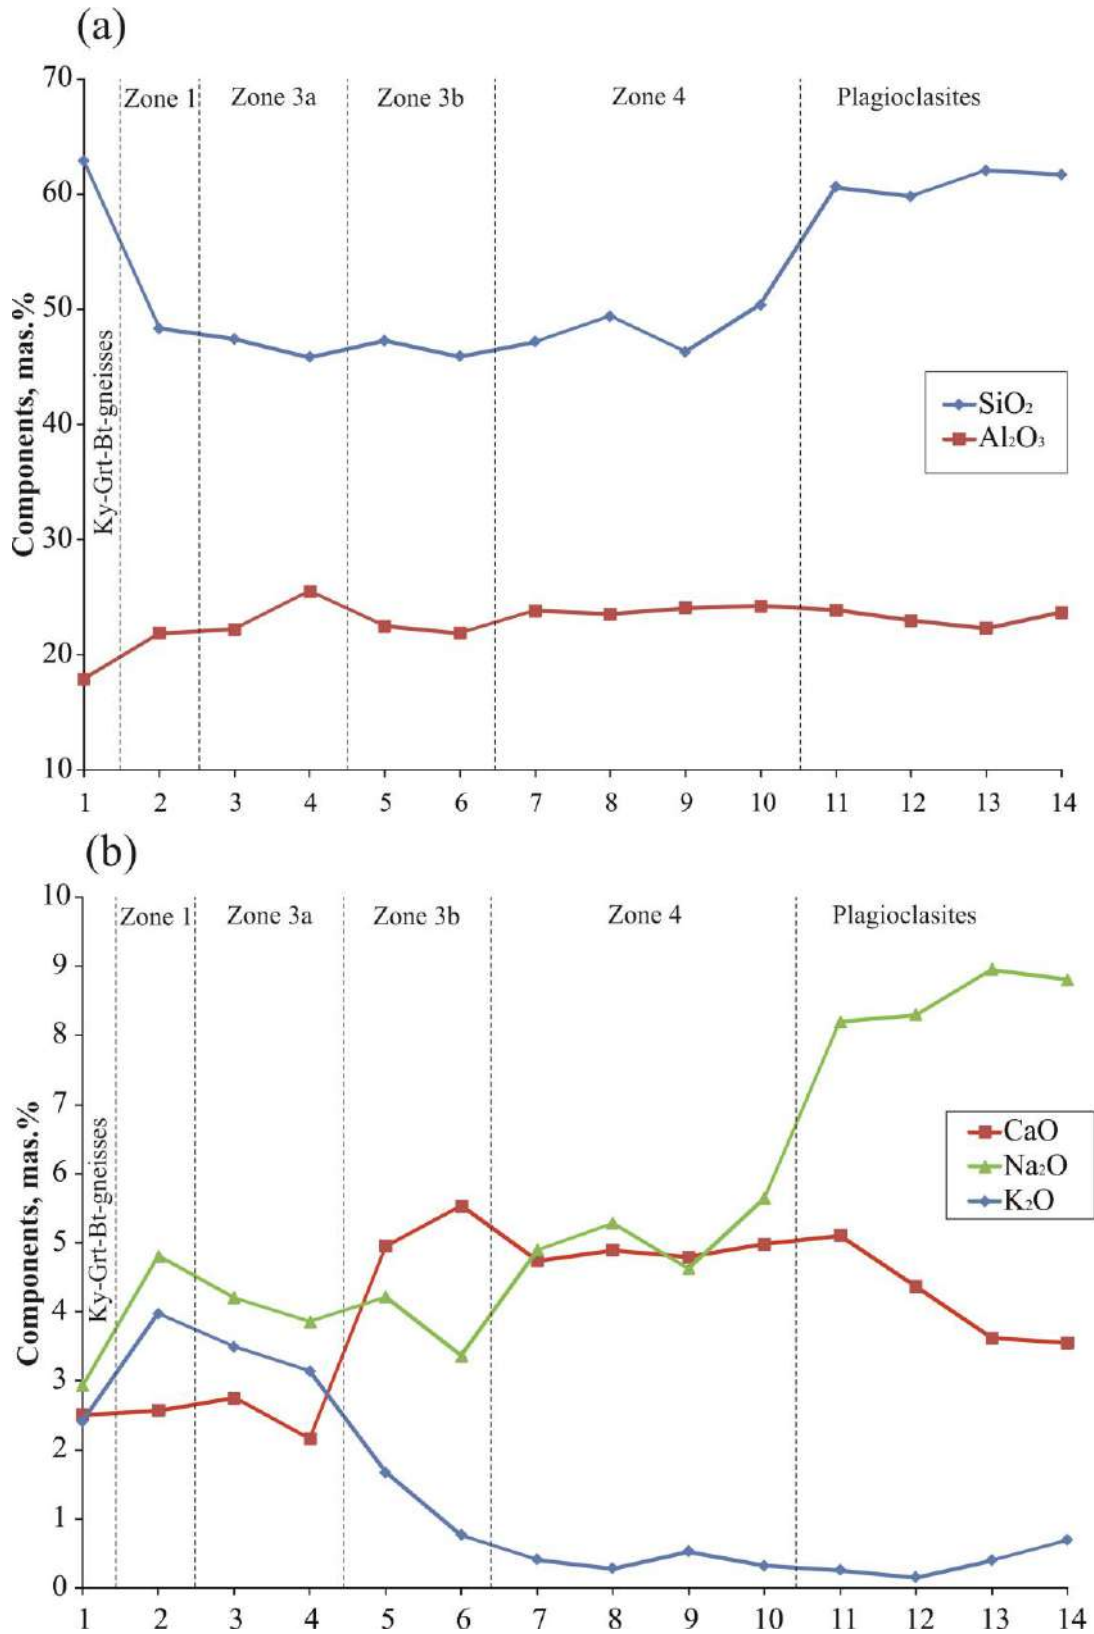 (a)
70
60
50
40
30
20
10
Components, mas.%
Ky-Grt-Bt-gneisses
Zone 1 Zone 3a Zone 3b Zone 4 Plagioclasites
SiO₂
Al₂O₃
1 2 3 4 5 6 7 8 9 10 11 12 13 14
(b)
10
9
8
7
6
5
4
3
2
1
0
Components, mas.%
Ky-Grt-Bt-gneisses
Zone 1 Zone 3a Zone 3b Zone 4 Plagioclasites
CaO
Na₂O
K₂O
1 2 3 4 5 6 7 8 9 10 11 12 13 14